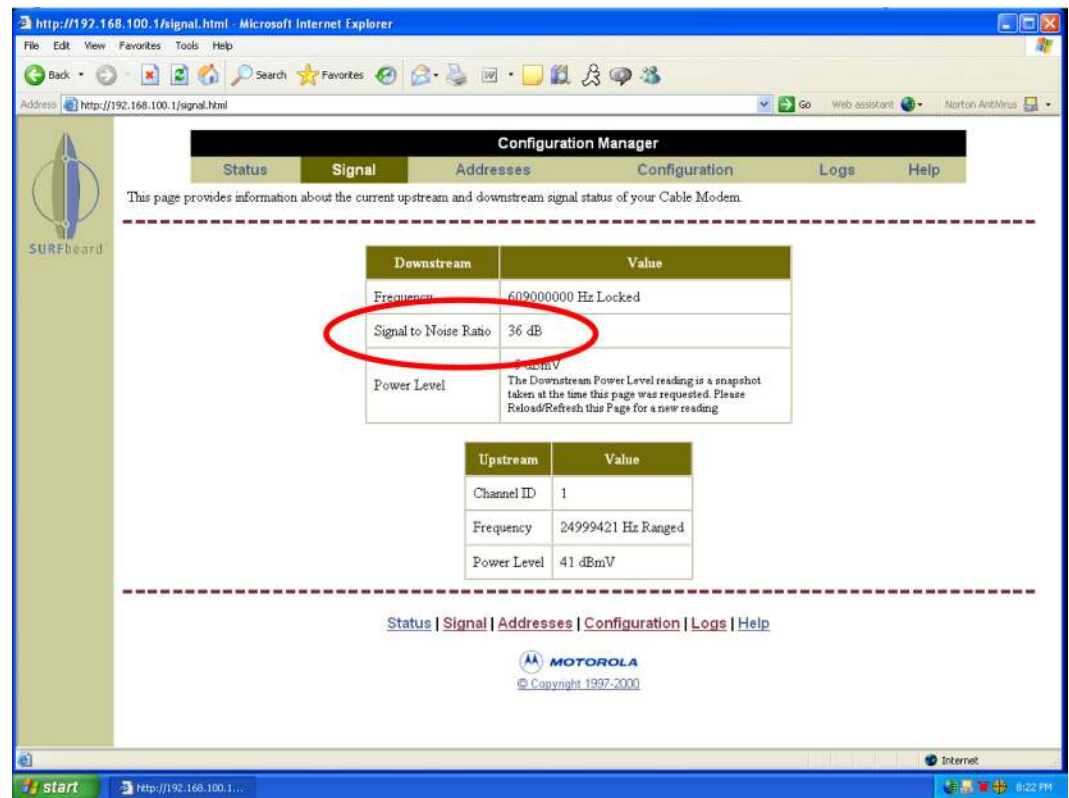 http://192.168.100.1/signal.html - Microsoft Internet Explorer
File Edit View Favorites Tools Help
Back Search Favorites
Address http://192.168.100.1/signal.html Go Web assistant Norton AntiVirus
Configuration Manager
Status Signal Addresses Configuration Logs Help
This page provides information about the current upstream and downstream signal status of your Cable Modem.
SURFboard
Downstream Value
Frequency 609000000 Hz Locked
Signal to Noise Ratio 36 dB
dBmV
Power Level
The Downstream Power Level reading is a snapshot
taken at the time this page was requested. Please
Reload/Refresh this Page for a new reading
Upstream Value
Channel ID 1
Frequency 24999421 Hz Ranged
Power Level 41 dBmV
Status | Signal | Addresses | Configuration | Logs | Help
MOTOROLA
© Copyright 1997-2000
Internet
start http://192.168.100.1... 8:22 PM